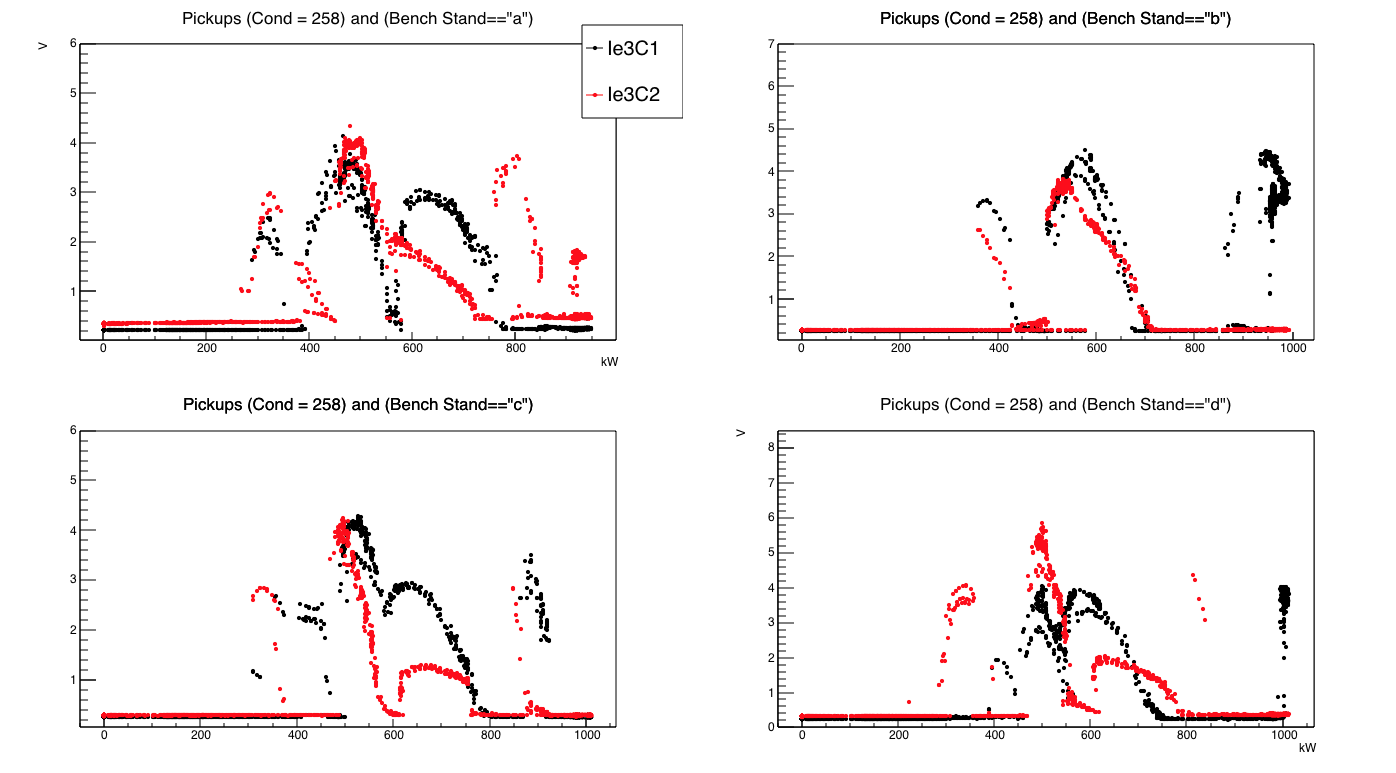 Pickups (Cond = 258) and (Bench Stand=="a")
V
6
5
4
3
2
1
0 200 400 600 800
kW
Ie3C1
Ie3C2
Pickups (Cond = 258) and (Bench Stand=="b")
7
6
5
4
3
2
1
0 200 400 600 800 1000
Pickups (Cond = 258) and (Bench Stand=="c")
6
5
4
3
2
1
0 200 400 600 800 1000
Pickups (Cond = 258) and (Bench Stand=="d")
V
8
7
6
5
4
3
2
1
0
0 200 400 600 800 1000
kW